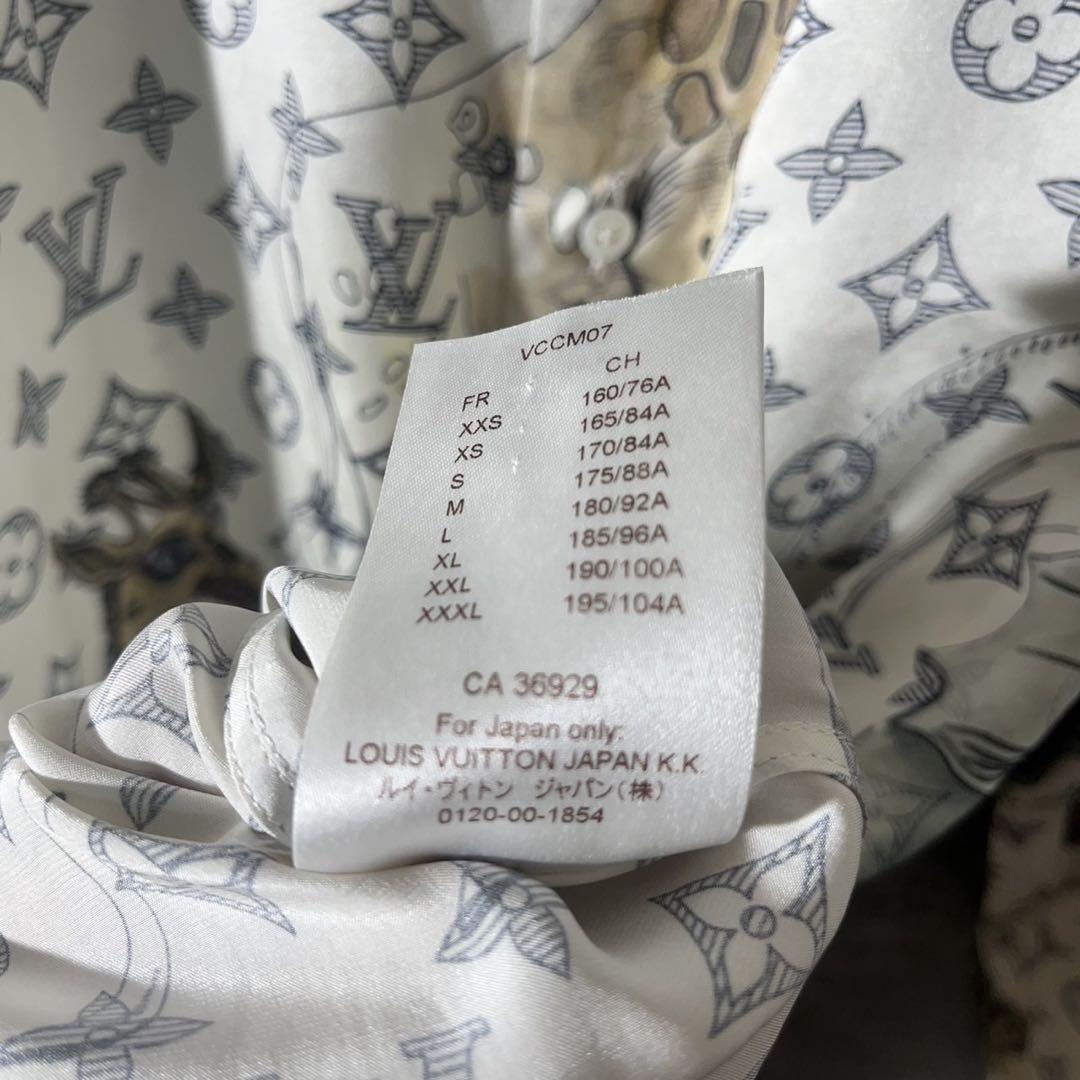 VCCM07
FR CH
XXS 160/76A
XS 165/84A
S 170/84A
M 175/88A
L 180/92A
XL 185/96A
XXL 190/100A
XXXL 195/104A
CA 36929
For Japan only:
LOUIS VUITTON JAPAN K.K.
ルイ・ヴィトン ジャパン(株)
0120-00-1854